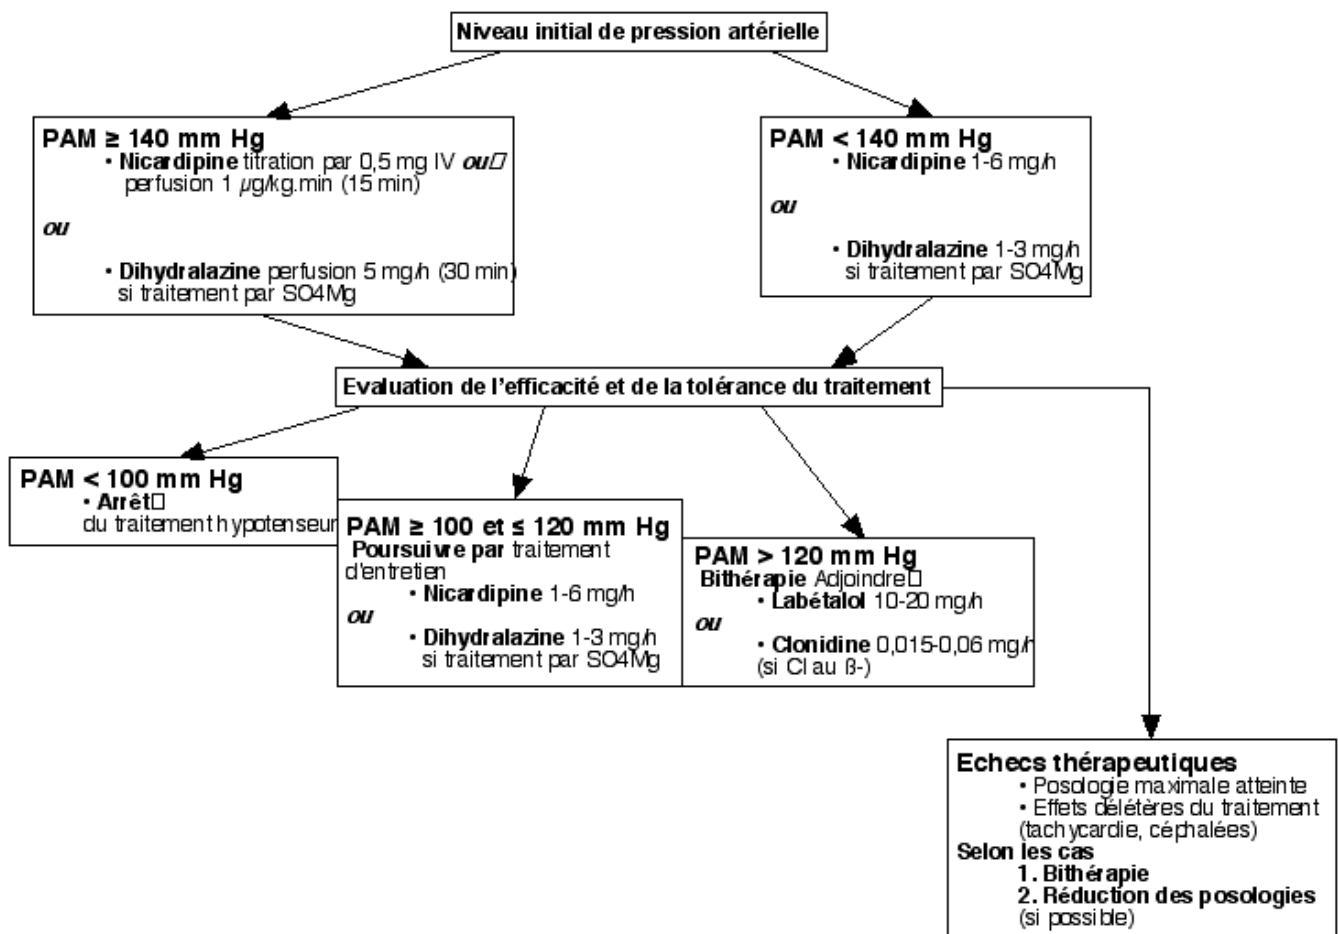 Niveau initial de pression artérielle
PAM ≥ 140 mm Hg
• Nicardipine titration par 0,5 mg IV ou
perfusion 1 µg/kg.min (15 min)
ou
• Dihydralazine perfusion 5 mg/h (30 min)
si traitement par SO4Mg
PAM < 140 mm Hg
• Nicardipine 1-6 mg/h
ou
• Dihydralazine 1-3 mg/h
si traitement par SO4Mg
Evaluation de l'efficacité et de la tolérance du traitement
PAM < 100 mm Hg
• Arrêt
du traitement hypotenseur
PAM ≥ 100 et ≤ 120 mm Hg
Poursuivre par traitement
d'entretien
• Nicardipine 1-6 mg/h
ou
• Dihydralazine 1-3 mg/h
si traitement par SO4Mg
PAM > 120 mm Hg
Bithérapie Adjoindre
• Labétalol 10-20 mg/h
ou
• Clonidine 0,015-0,06 mg/h
(si CI au ß-)
Echecs thérapeutiques
• Posologie maximale atteinte
• Effets délétères du traitement
(tachycardie, céphalées)
Selon les cas
1. Bithérapie
2. Réduction des posologies
(si possible)